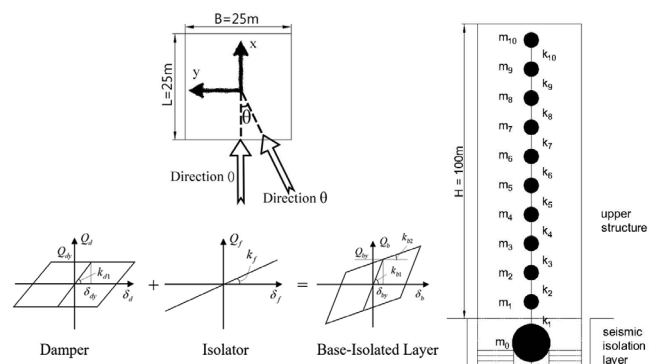 B=25m
L=25m
x
y
θ
Direction 0
Direction θ
Q_d
Q_dy
k_d1
δ_dy
δ_d
+
Q_f
k_f
δ_f
=
Q_b
Q_by
k_b2
k_b1
δ_by
δ_b
Damper
Isolator
Base-Isolated Layer
H = 100m
m_10
k_10
m_9
k_9
m_8
k_8
m_7
k_7
m_6
k_6
m_5
k_5
m_4
k_4
m_3
k_3
m_2
k_2
m_1
k_1
m_0
upper
structure
seismic
isolation
layer